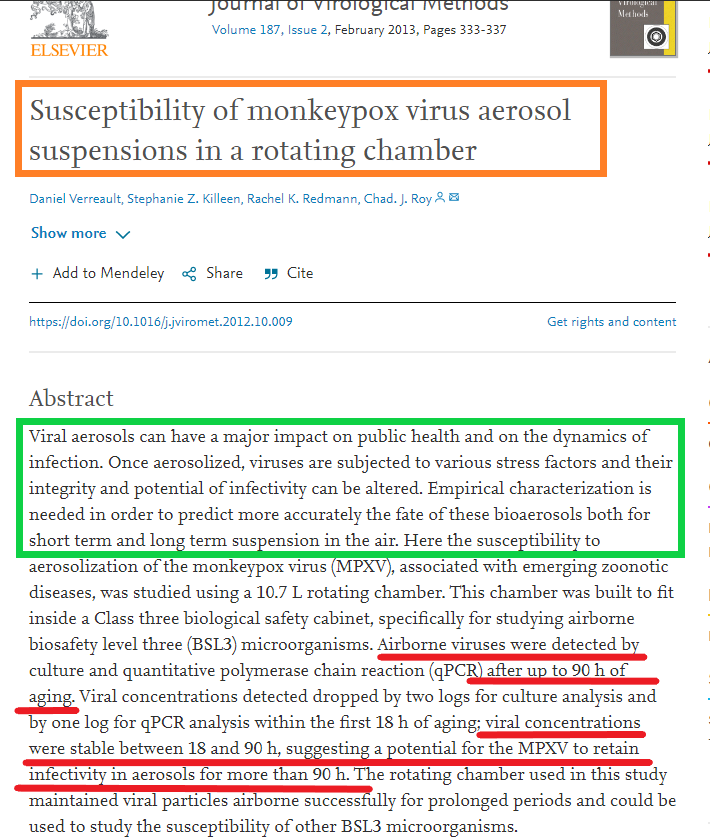 Journal of Virological Methods
Volume 187, Issue 2, February 2013, Pages 333-337
ELSEVIER
Virological
Methods
Susceptibility of monkeypox virus aerosol
suspensions in a rotating chamber
Daniel Verreault, Stephanie Z. Killeen, Rachel K. Redmann, Chad. J. Roy
Show more
+ Add to Mendeley Share Cite
https://doi.org/10.1016/j.jviromet.2012.10.009 Get rights and content
Abstract
Viral aerosols can have a major impact on public health and on the dynamics of
infection. Once aerosolized, viruses are subjected to various stress factors and their
integrity and potential of infectivity can be altered. Empirical characterization is
needed in order to predict more accurately the fate of these bioaerosols both for
short term and long term suspension in the air. Here the susceptibility to
aerosolization of the monkeypox virus (MPXV), associated with emerging zoonotic
diseases, was studied using a 10.7 L rotating chamber. This chamber was built to fit
inside a Class three biological safety cabinet, specifically for studying airborne
biosafety level three (BSL3) microorganisms. Airborne viruses were detected by
culture and quantitative polymerase chain reaction (qPCR) after up to 90 h of
aging. Viral concentrations detected dropped by two logs for culture analysis and
by one log for qPCR analysis within the first 18 h of aging; viral concentrations
were stable between 18 and 90 h, suggesting a potential for the MPXV to retain
infectivity in aerosols for more than 90 h. The rotating chamber used in this study
maintained viral particles airborne successfully for prolonged periods and could be
used to study the susceptibility of other BSL3 microorganisms.